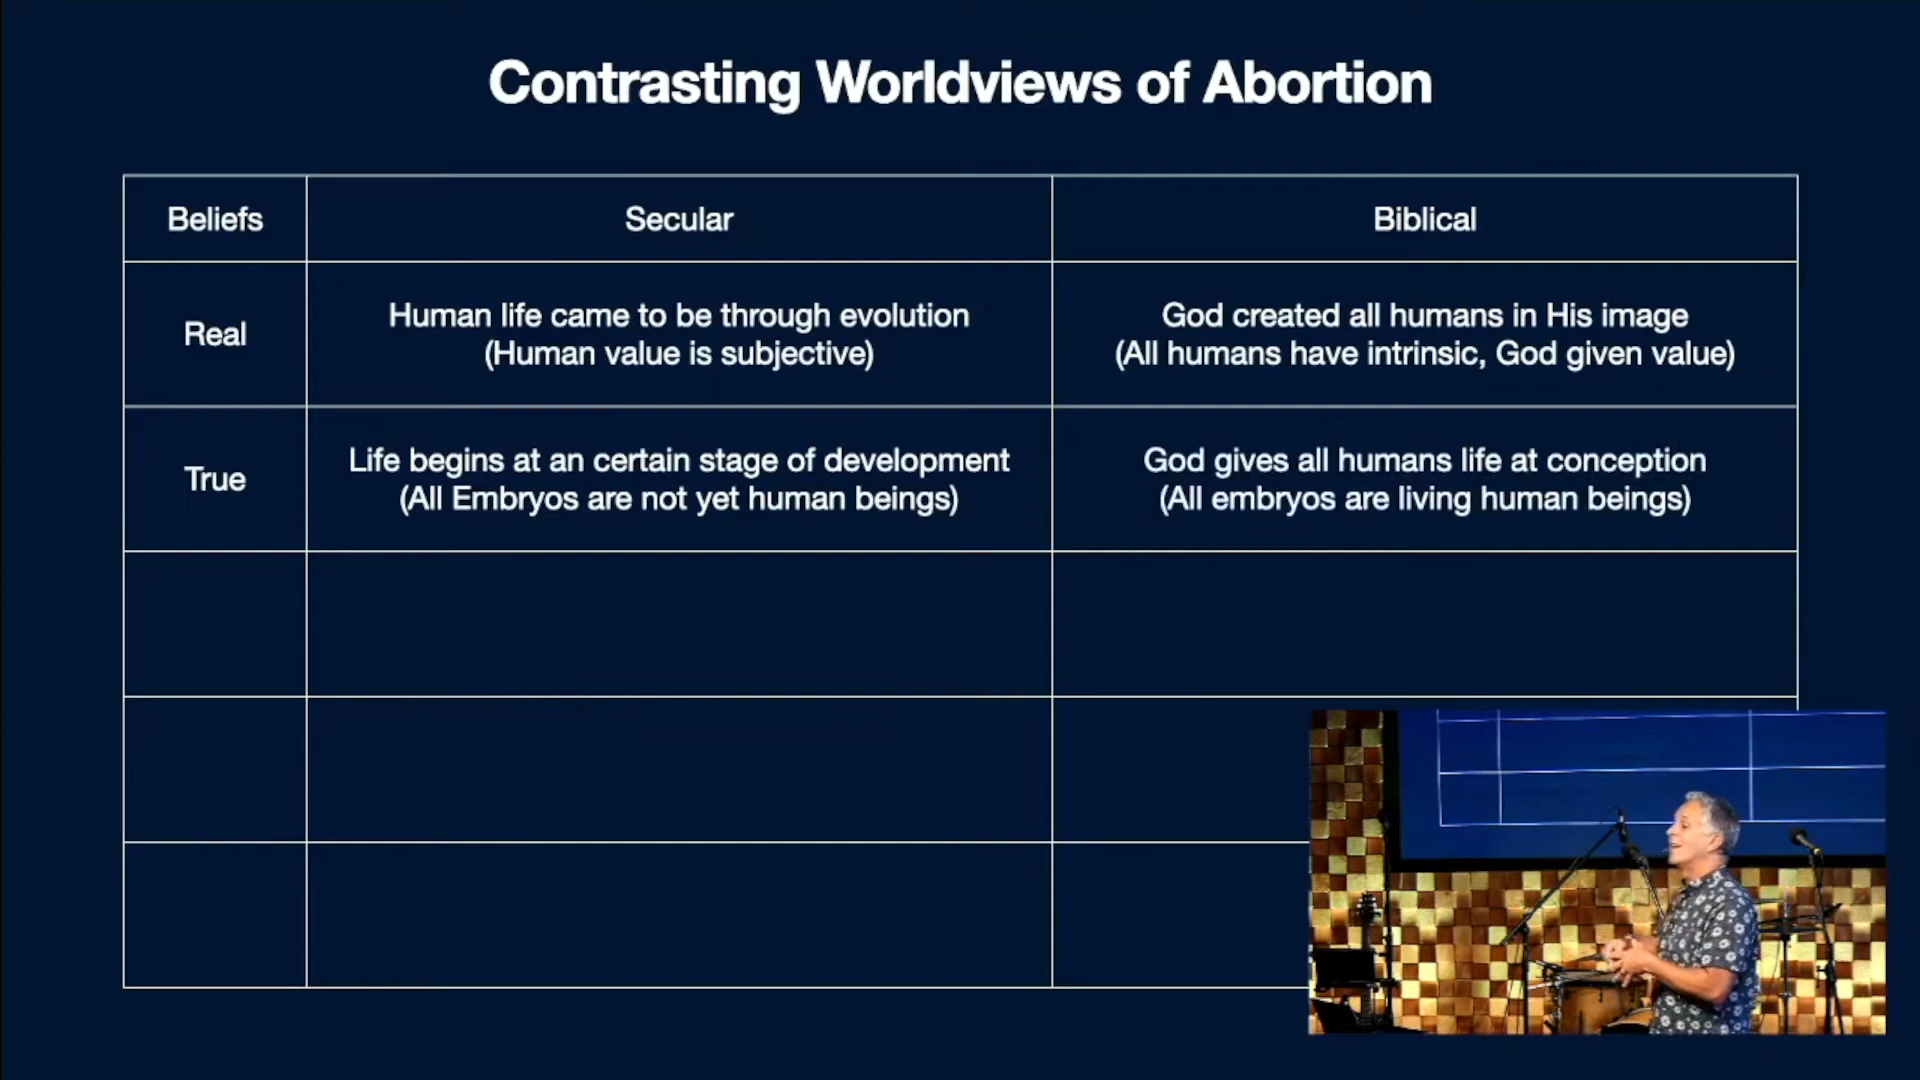 Contrasting Worldviews of Abortion
Beliefs
Secular
Biblical
Real
Human life came to be through evolution
(Human value is subjective)
God created all humans in His image
(All humans have intrinsic, God given value)
True
Life begins at an certain stage of development
(All Embryos are not yet human beings)
God gives all humans life at conception
(All embryos are living human beings)